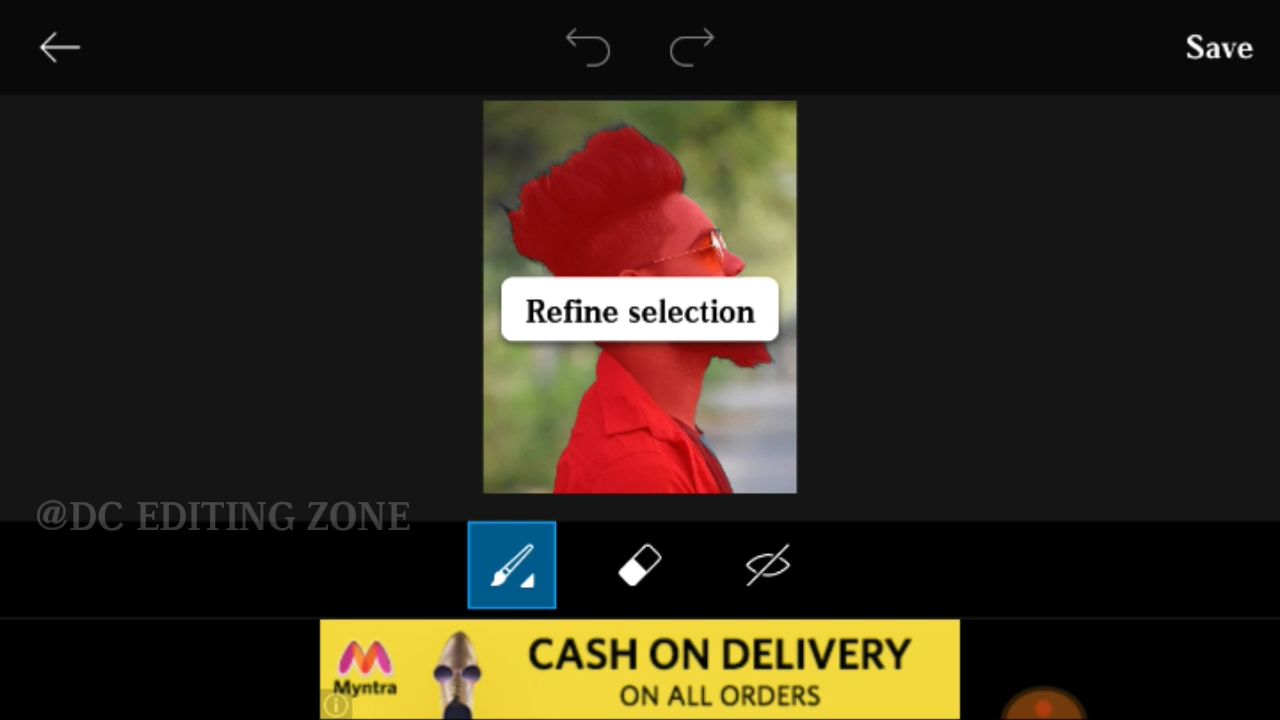 Save
Refine selection
@DC EDITING ZONE
CASH ON DELIVERY
Myntra
ON ALL ORDERS